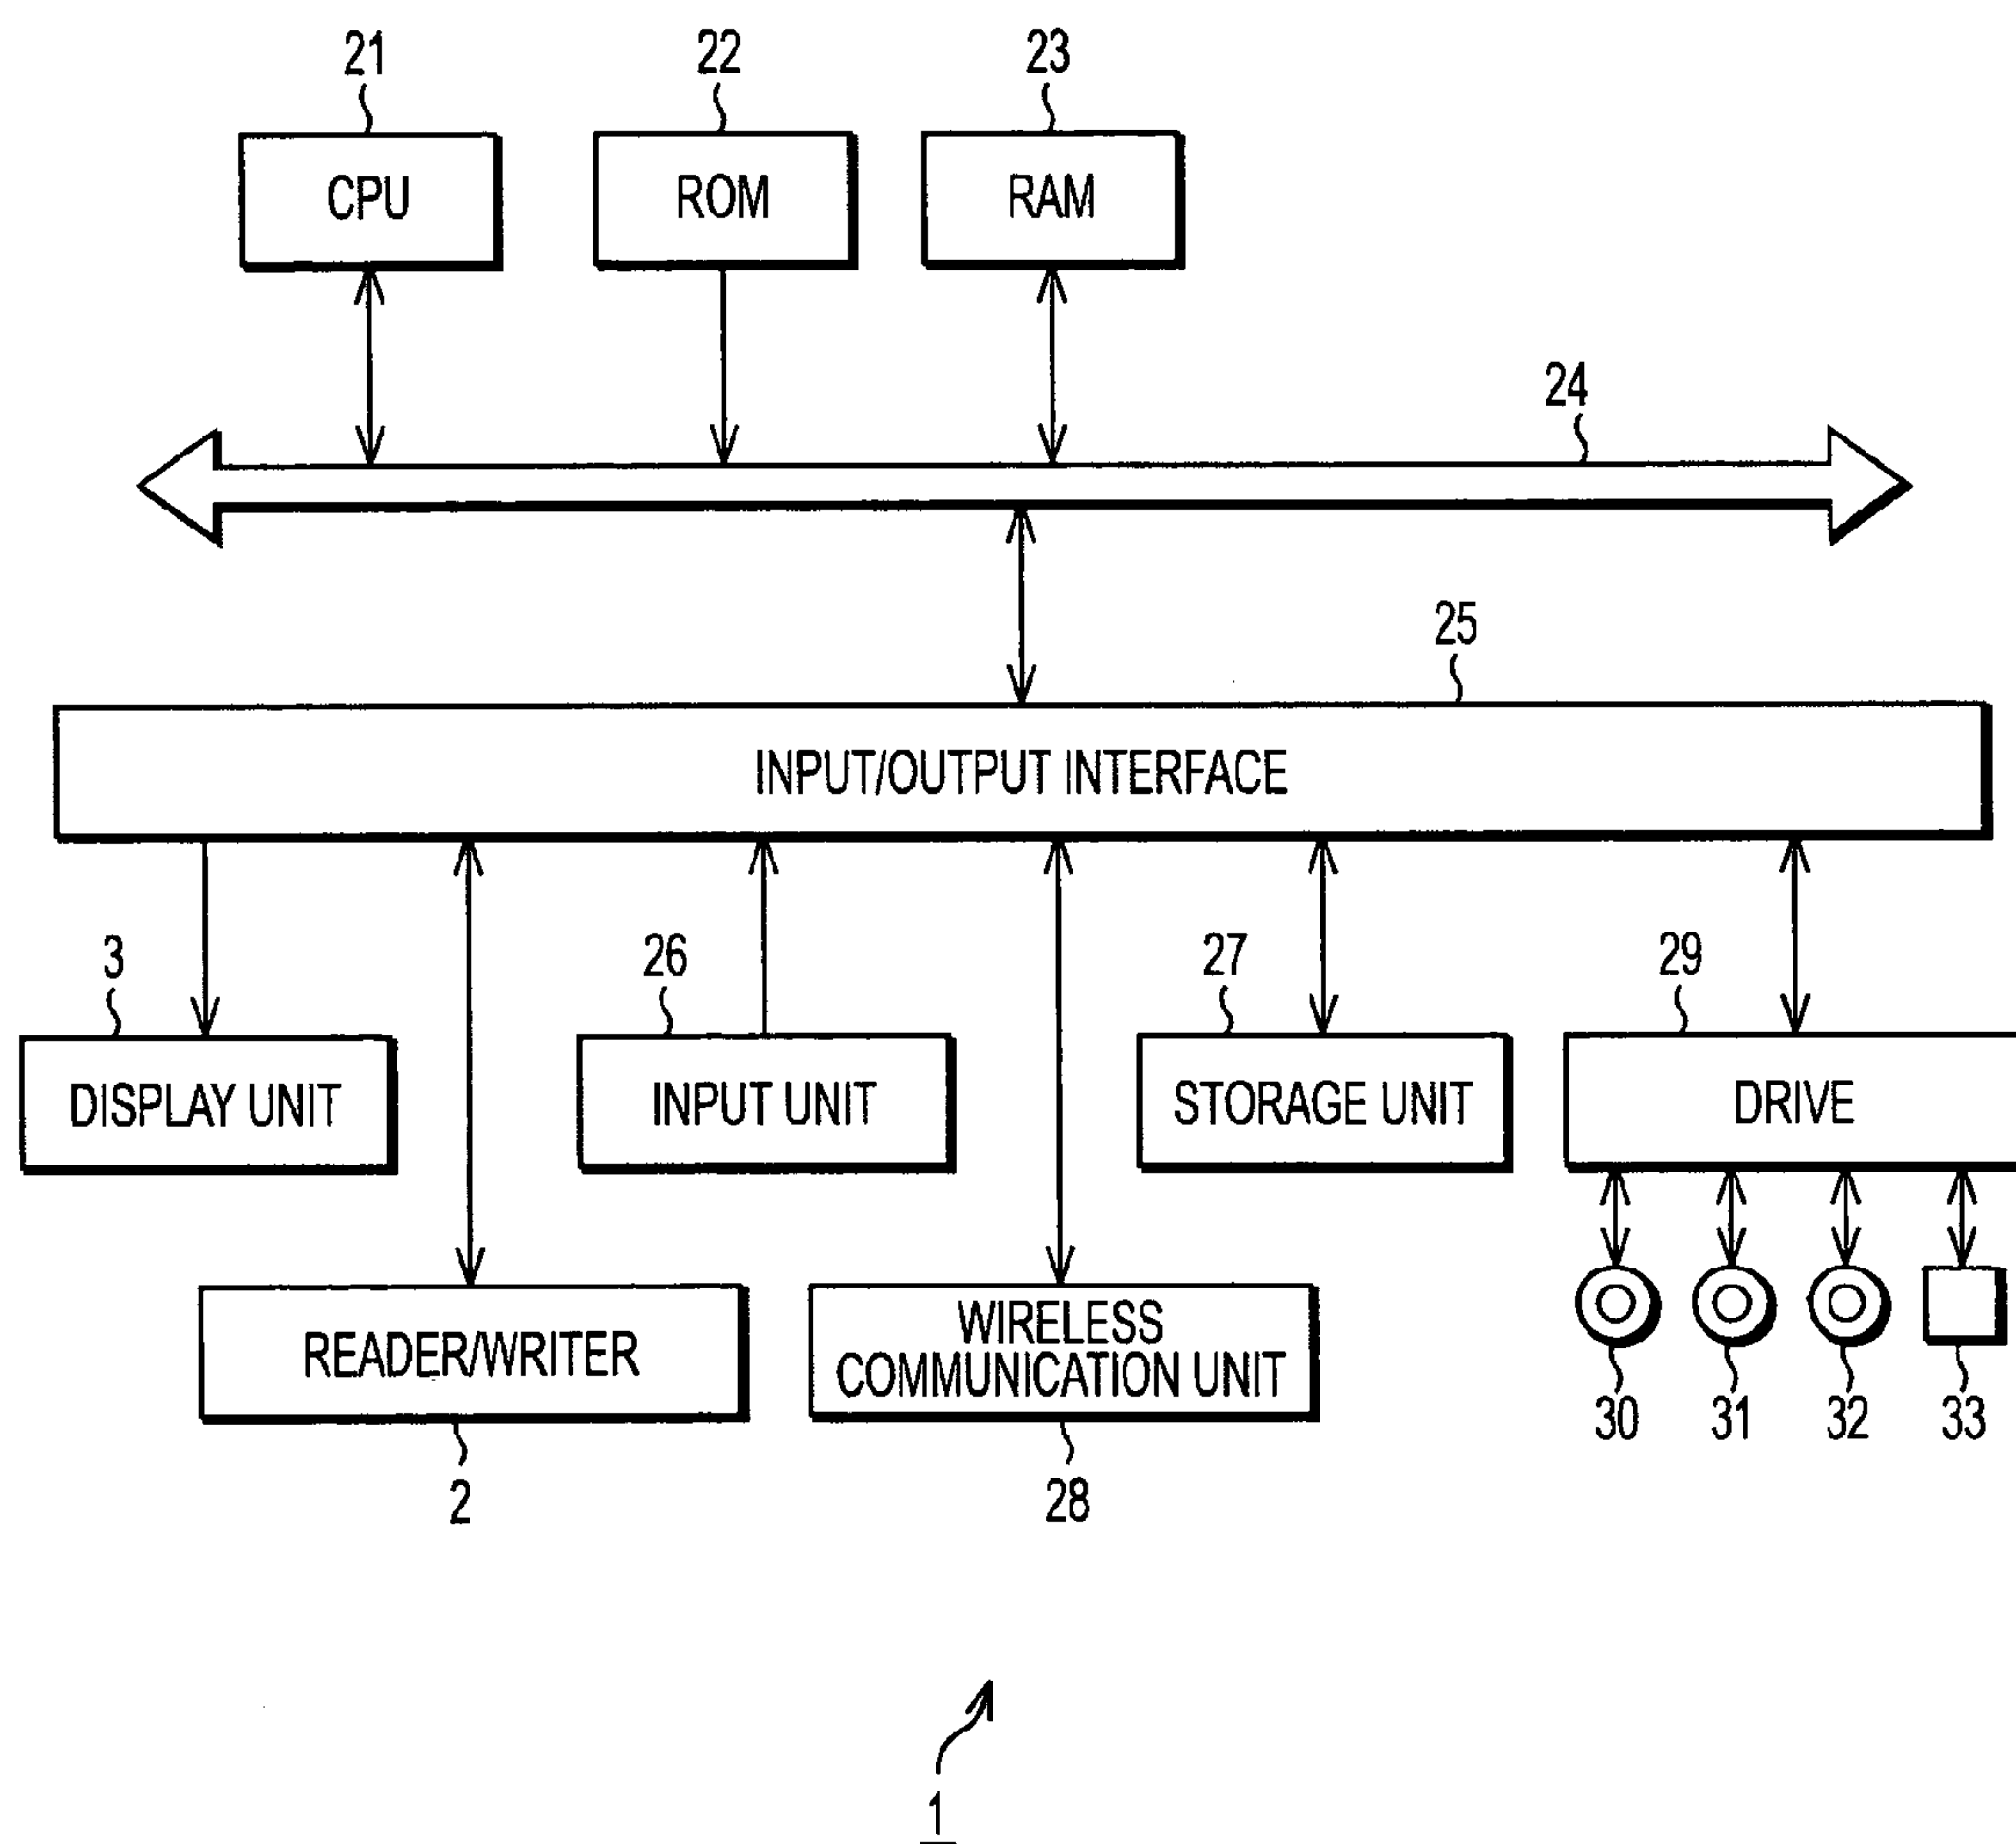 21
22
23
CPU
ROM
RAM
24
25
INPUT/OUTPUT INTERFACE
3
26
27
29
DISPLAY UNIT
INPUT UNIT
STORAGE UNIT
DRIVE
READER/WRITER
WIRELESS
COMMUNICATION UNIT
30
31
32
33
2
28
1